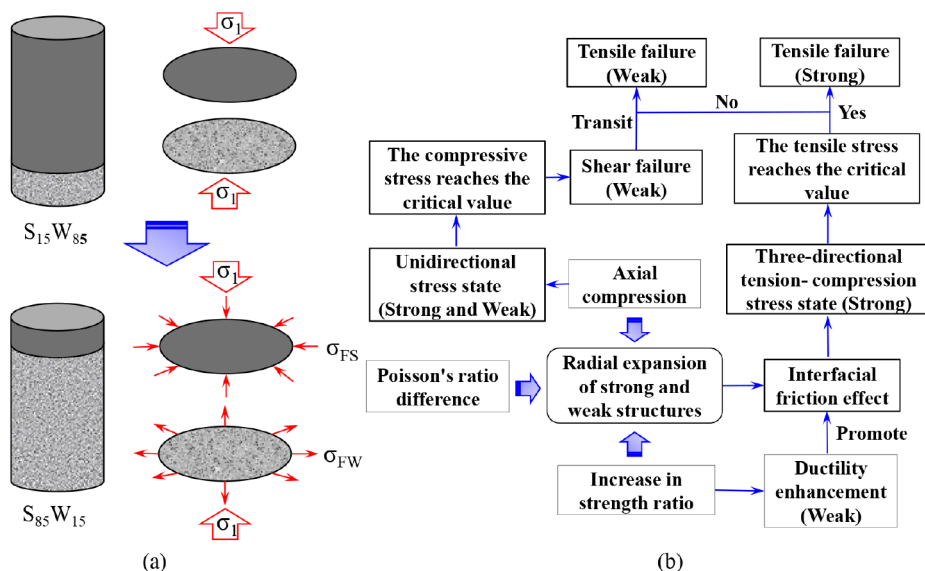 σ1
σ1
S15W85
σ1
σFS
σFW
σ1
S85W15
(a)
Tensile failure
(Weak)
Tensile failure
(Strong)
No
Transit
Yes
The compressive
stress reaches the
critical value
Shear failure
(Weak)
The tensile stress
reaches the critical
value
Unidirectional
stress state
(Strong and Weak)
Axial
compression
Three-directional
tension- compression
stress state (Strong)
Poisson's ratio
difference
Radial expansion
of strong and
weak structures
Interfacial
friction effect
Promote
Increase in
strength ratio
Ductility
enhancement
(Weak)
(b)